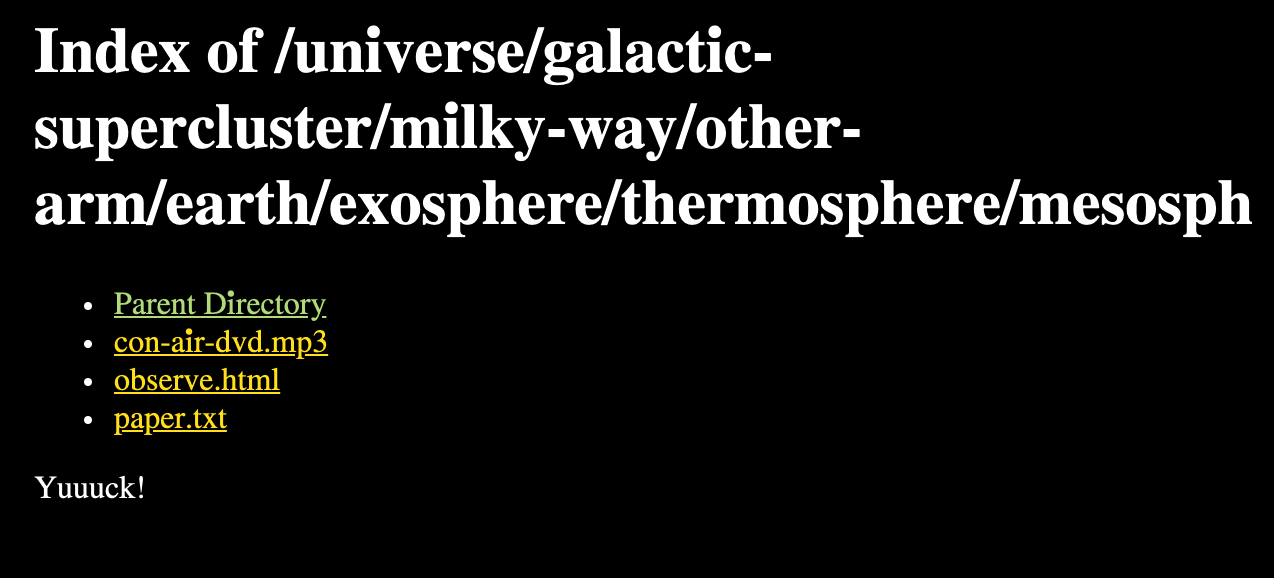 Index of /universe/galactic-
supercluster/milky-way/other-
arm/earth/exosphere/thermosphere/mesosph
Parent Directory
con-air-dvd.mp3
observe.html
paper.txt
Yuuuck!